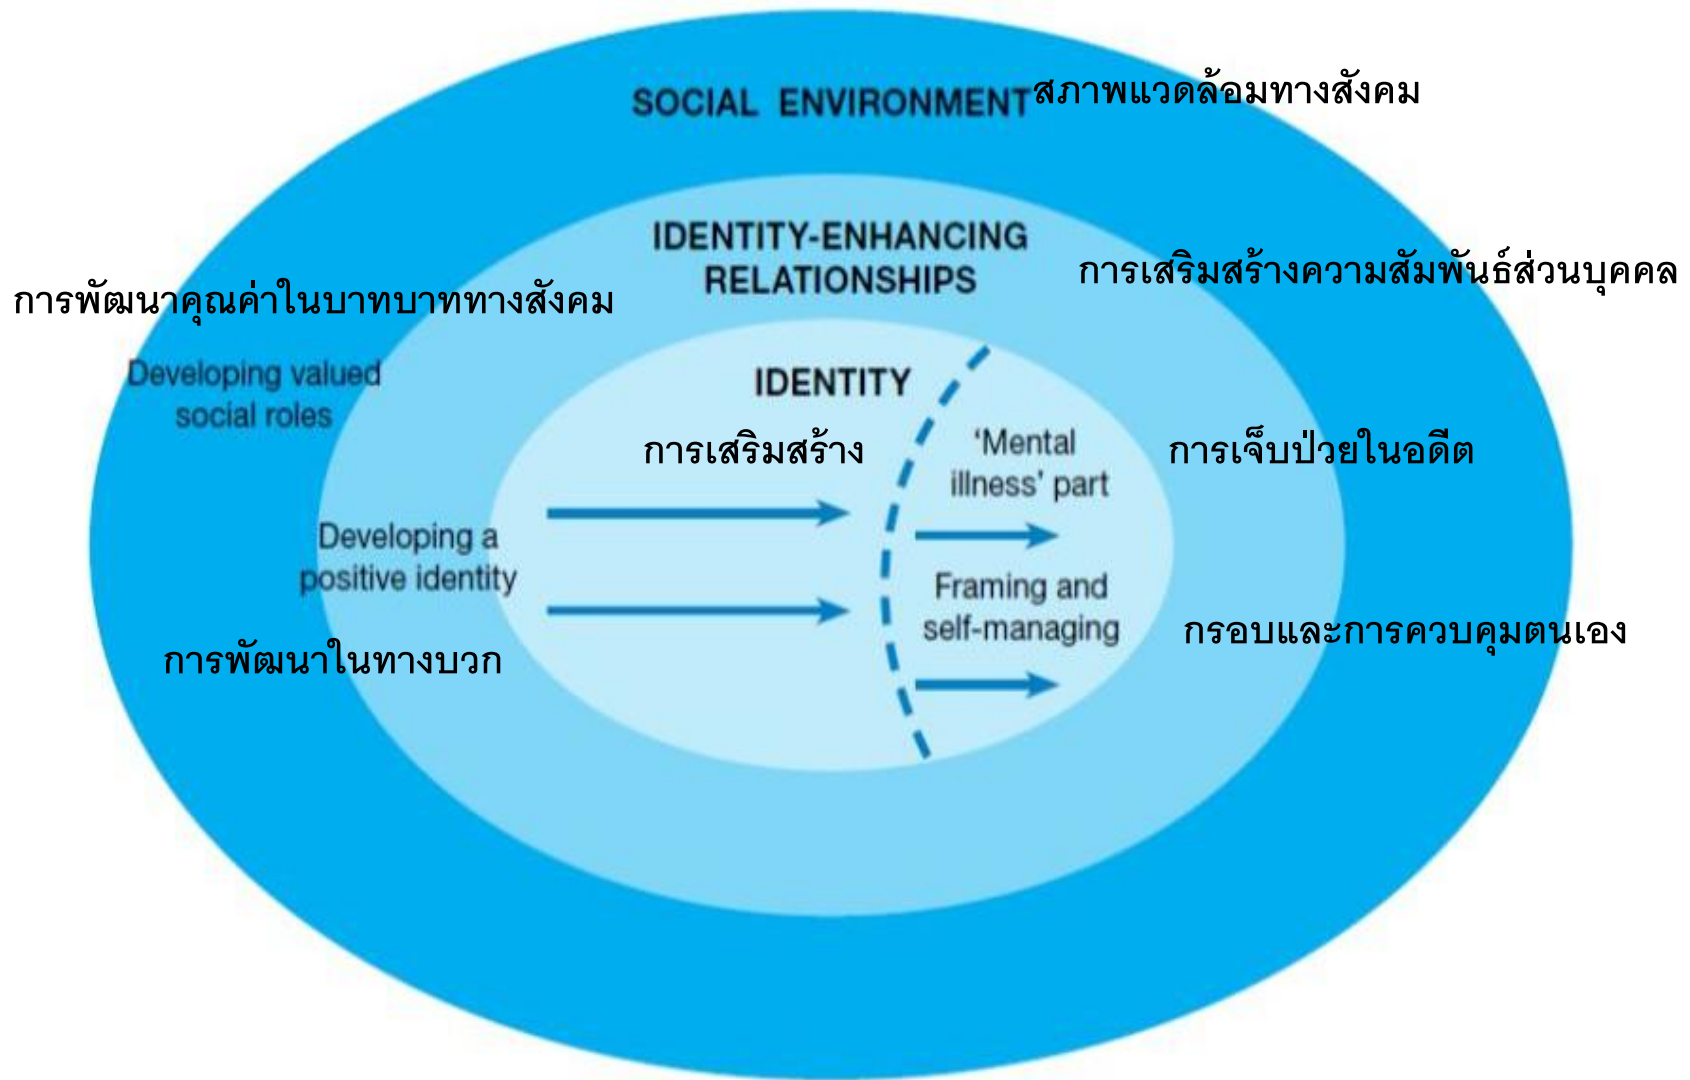 SOCIAL ENVIRONMENT สภาพแวดล้อมทางสังคม
IDENTITY-ENHANCING
RELATIONSHIPS
การเสริมสร้างความสัมพันธ์ส่วนบุคคล
การพัฒนาคุณค่าในบาทบาททางสังคม
Developing valued
social roles
IDENTITY
การเสริมสร้าง
'Mental
illness' part
การเจ็บป่วยในอดีต
Developing a
positive identity
การพัฒนาในทางบวก
Framing and
self-managing
กรอบและการควบคุมตนเอง